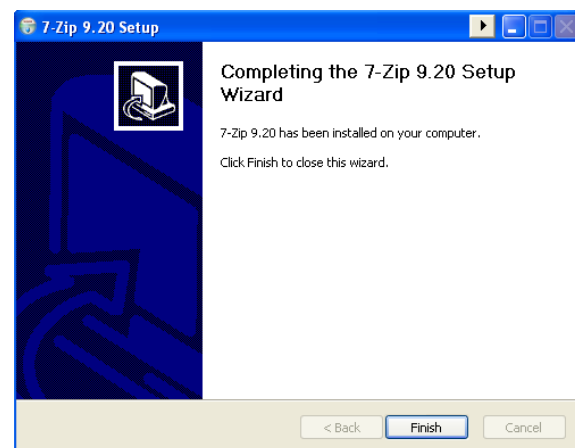 7-Zip 9.20 Setup
Completing the 7-Zip 9.20 Setup
Wizard
7-Zip 9.20 has been installed on your computer.
Click Finish to close this wizard.
< Back
Finish
Cancel